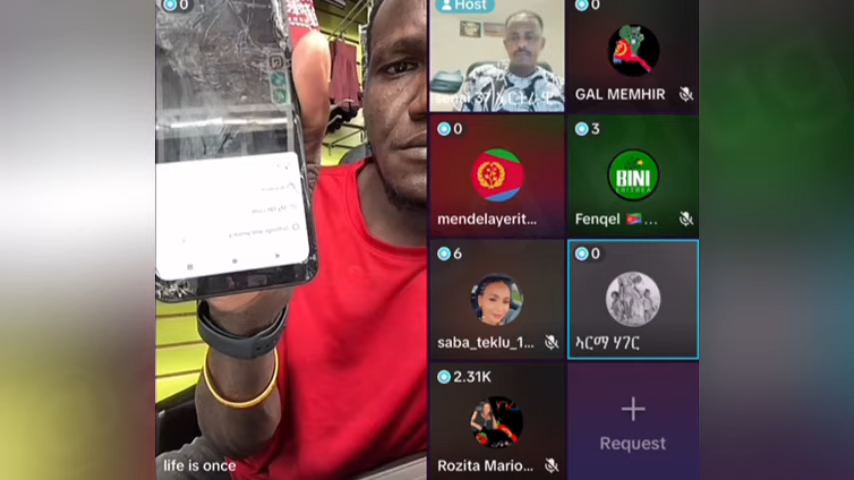 0
life is once
Host
0
GAL MEMHIR
0
mendelayerit...
3
BINI
ERITREA
Fenqel 🇪🇷...
6
saba_teklu_1...
0
ኣርማ ሃገር
2.31K
Rozita Mario...
+
Request